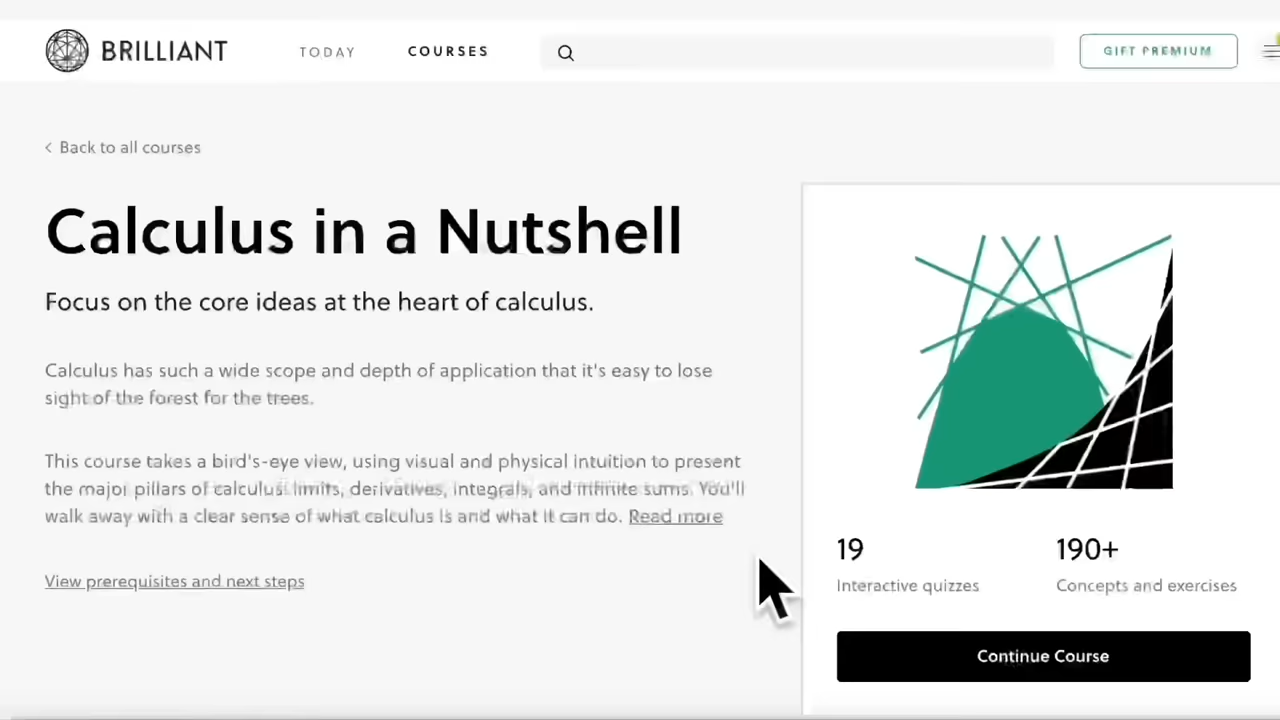 BRILLIANT TODAY COURSES GIFT PREMIUM
< Back to all courses
Calculus in a Nutshell
Focus on the core ideas at the heart of calculus.
Calculus has such a wide scope and depth of application that it's easy to lose
sight of the forest for the trees.
This course takes a bird's-eye view, using visual and physical intuition to present
the major pillars of calculus: limits, derivatives, integrals, and infinite sums. You'll
walk away with a clear sense of what calculus is and what it can do. Read more
View prerequisites and next steps
19 190+
Interactive quizzes Concepts and exercises
Continue Course